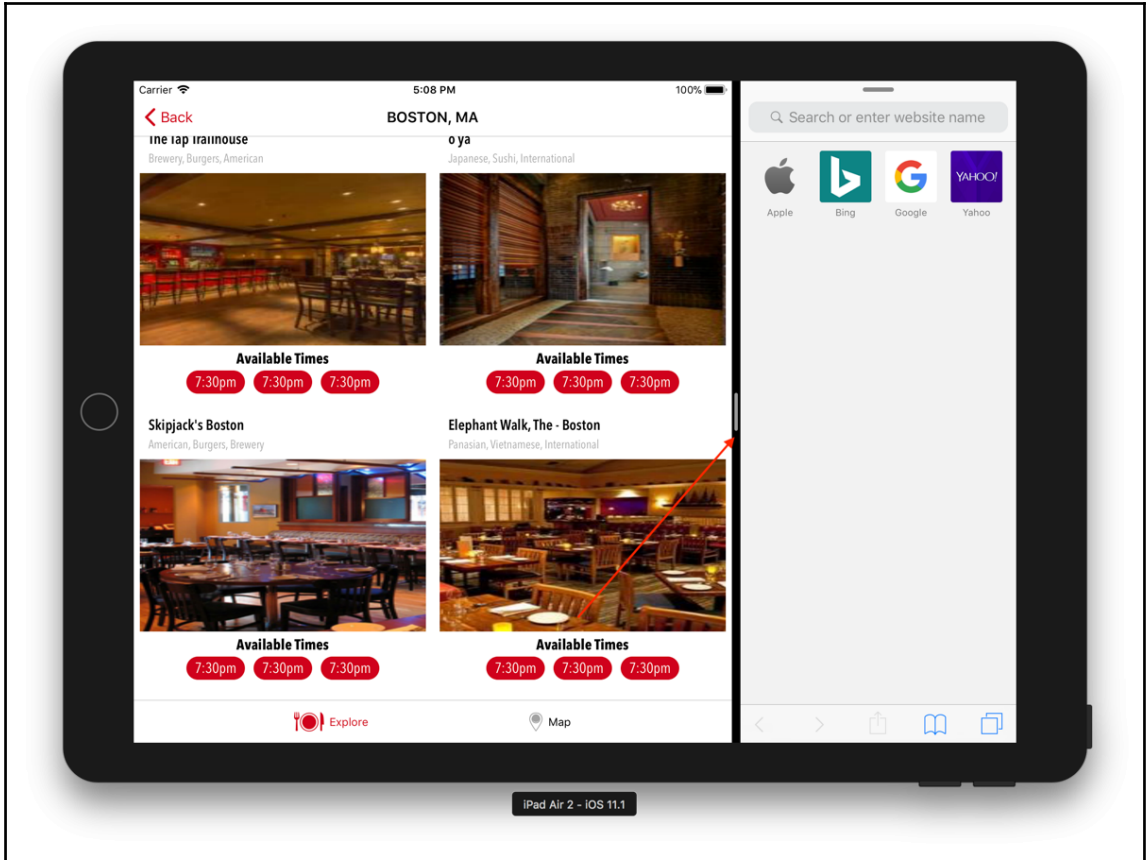 Carrier
5:08 PM
100%
Back
BOSTON, MA
The Tap Trailhouse
Brewery, Burgers, American
o ya
Japanese, Sushi, International
Available Times
7:30pm 7:30pm 7:30pm
Available Times
7:30pm 7:30pm 7:30pm
Skipjack's Boston
American, Burgers, Brewery
Elephant Walk, The - Boston
Panasian, Vietnamese, International
Available Times
7:30pm 7:30pm 7:30pm
Available Times
7:30pm 7:30pm 7:30pm
Explore
Map
Search or enter website name
YAHOO!
Apple
Bing
Google
Yahoo
iPad Air 2 - iOS 11.1